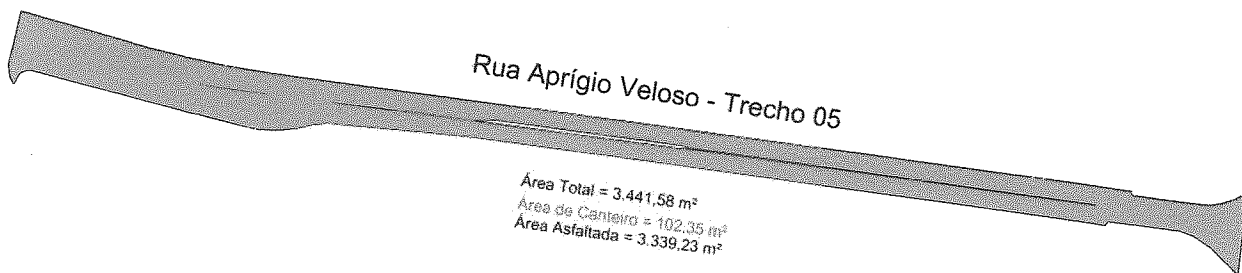 Rua Aprígio Veloso - Trecho 05
Área Total = 3.441,58 m²
Área de Canteiro = 102,35 m²
Área Asfaltada = 3.339,23 m²